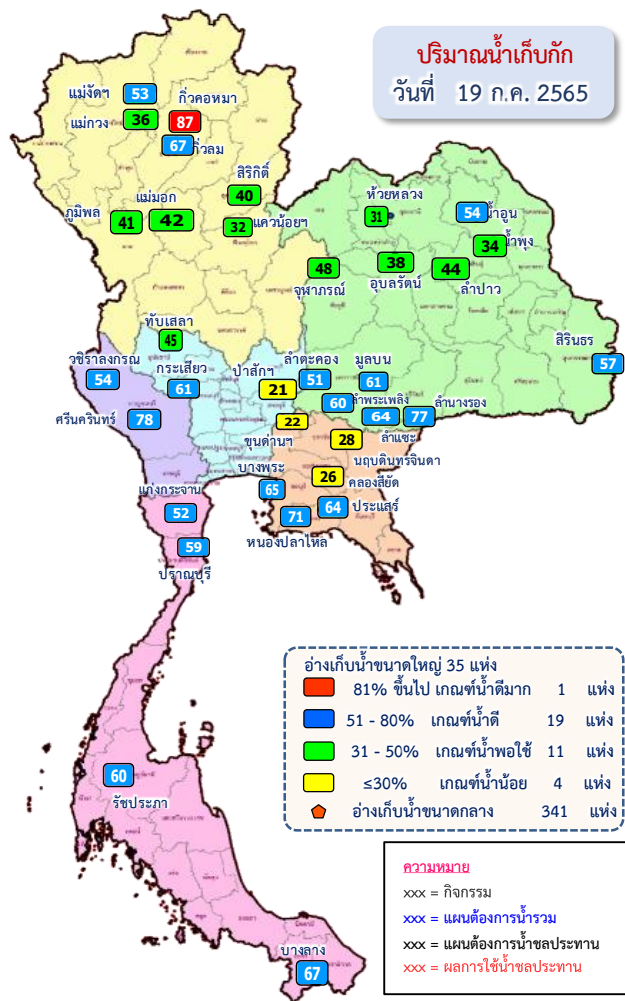 ปริมาณน้ำเก็บกัก
วันที่ 19 ก.ค. 2565
แม่งัดฯ 53
กิ่วคอหมา
แม่กวง 36 87
67 กิ่วลม
สิริกิติ์
40
แม่มอก
ภูมิพล 41 42
32 แควน้อยฯ
ห้วยหลวง
31
54 น้ำอูน
34 น้ำพุง
48 38 44
จุฬาภรณ์ อุบลรัตน์ ลำปาว
ทับเสลา
45
สิรินธร
57
วชิราลงกรณ กระเสียว ป่าสักฯ ลำตะคอง มูลบน
54 61 21 51 61
60 ลำพระเพลิง ลำนางรอง
ศรีนครินทร์ 78 22 64 77
ขุนด่านฯ 28 ลำแซะ
นฤบดินทรจินดา
บางพระ 26 คลองสียัด
65 71 64 ประแสร์
หนองปลาไหล
แก่งกระจาน
52
59
ปราณบุรี
60
รัชประภา
บางลาง
67
อ่างเก็บน้ำขนาดใหญ่ 35 แห่ง
81% ขึ้นไป เกณฑ์น้ำดีมาก 1 แห่ง
51 - 80% เกณฑ์น้ำดี 19 แห่ง
31 - 50% เกณฑ์น้ำพอใช้ 11 แห่ง
≤30% เกณฑ์น้ำน้อย 4 แห่ง
อ่างเก็บน้ำขนาดกลาง 341 แห่ง
ความหมาย
xxx = กิจกรรม
xxx = แผนต้องการน้ำรวม
xxx = แผนต้องการน้ำชลประทาน
xxx = ผลการใช้น้ำชลประทาน